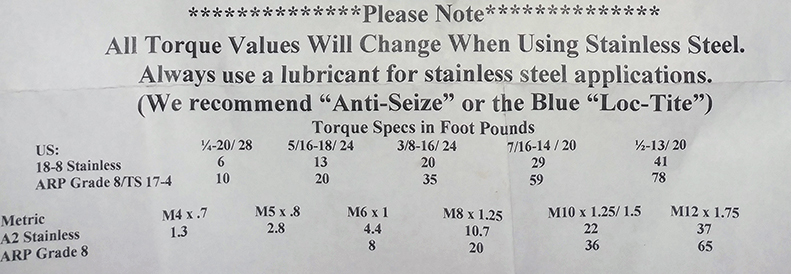 **************Please Note**************
All Torque Values Will Change When Using Stainless Steel.
Always use a lubricant for stainless steel applications.
(We recommend “Anti-Seize” or the Blue “Loc-Tite”)
Torque Specs in Foot Pounds
US: ¼-20/ 28 5/16-18/ 24 3/8-16/ 24 7/16-14 / 20 ½-13/ 20
18-8 Stainless 6 13 20 29 41
ARP Grade 8/TS 17-4 10 20 35 59 78
Metric M4 x .7 M5 x .8 M6 x 1 M8 x 1.25 M10 x 1.25/ 1.5 M12 x 1.75
A2 Stainless 1.3 2.8 4.4 10.7 22 37
ARP Grade 8 8 20 36 65